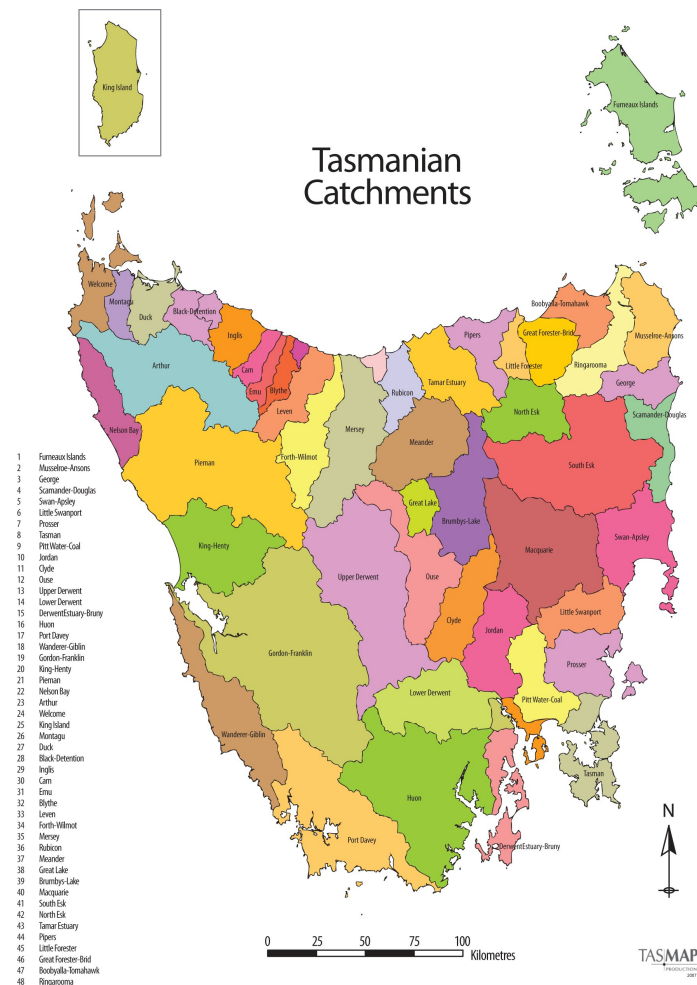 King Island
Furneaux Islands
Tasmanian
Catchments
Welcome
Montagu
Duck
Black-Detention
Inglis
Cam
Emu
Blythe
Leven
Arthur
Nelson Bay
Pieman
Forth-Wilmot
Mersey
Rubicon
Tamar Estuary
Pipers
Little Forester
Great Forester-Brid
Boobyalla-Tomahawk
Ringarooma
Musselroe-Ansons
George
Scamander-Douglas
North Esk
South Esk
Meander
Great Lake
Brumbys-Lake
Macquarie
Swan-Apsley
King-Henty
Upper Derwent
Ouse
Clyde
Jordan
Little Swanport
Prosser
Pitt Water-Coal
Gordon-Franklin
Lower Derwent
Wanderer-Giblin
Huon
Tasman
Port Davey
DerwentEstuary-Bruny
1 Furneaux Islands
2 Musselroe-Ansons
3 George
4 Scamander-Douglas
5 Swan-Apsley
6 Little Swanport
7 Prosser
8 Tasman
9 Pitt Water-Coal
10 Jordan
11 Clyde
12 Ouse
13 Upper Derwent
14 Lower Derwent
15 DerwentEstuary-Bruny
16 Huon
17 Port Davey
18 Wanderer-Giblin
19 Gordon-Franklin
20 King-Henty
21 Pieman
22 Nelson Bay
23 Arthur
24 Welcome
25 King Island
26 Montagu
27 Duck
28 Black-Detention
29 Inglis
30 Cam
31 Emu
32 Blythe
33 Leven
34 Forth-Wilmot
35 Mersey
36 Rubicon
37 Meander
38 Great Lake
39 Brumbys-Lake
40 Macquarie
41 South Esk
42 North Esk
43 Tamar Estuary
44 Pipers
45 Little Forester
46 Great Forester-Brid
47 Boobyalla-Tomahawk
48 Ringarooma
N
0 25 50 75 100
Kilometres
TASMAP
PRODUCTION
2007